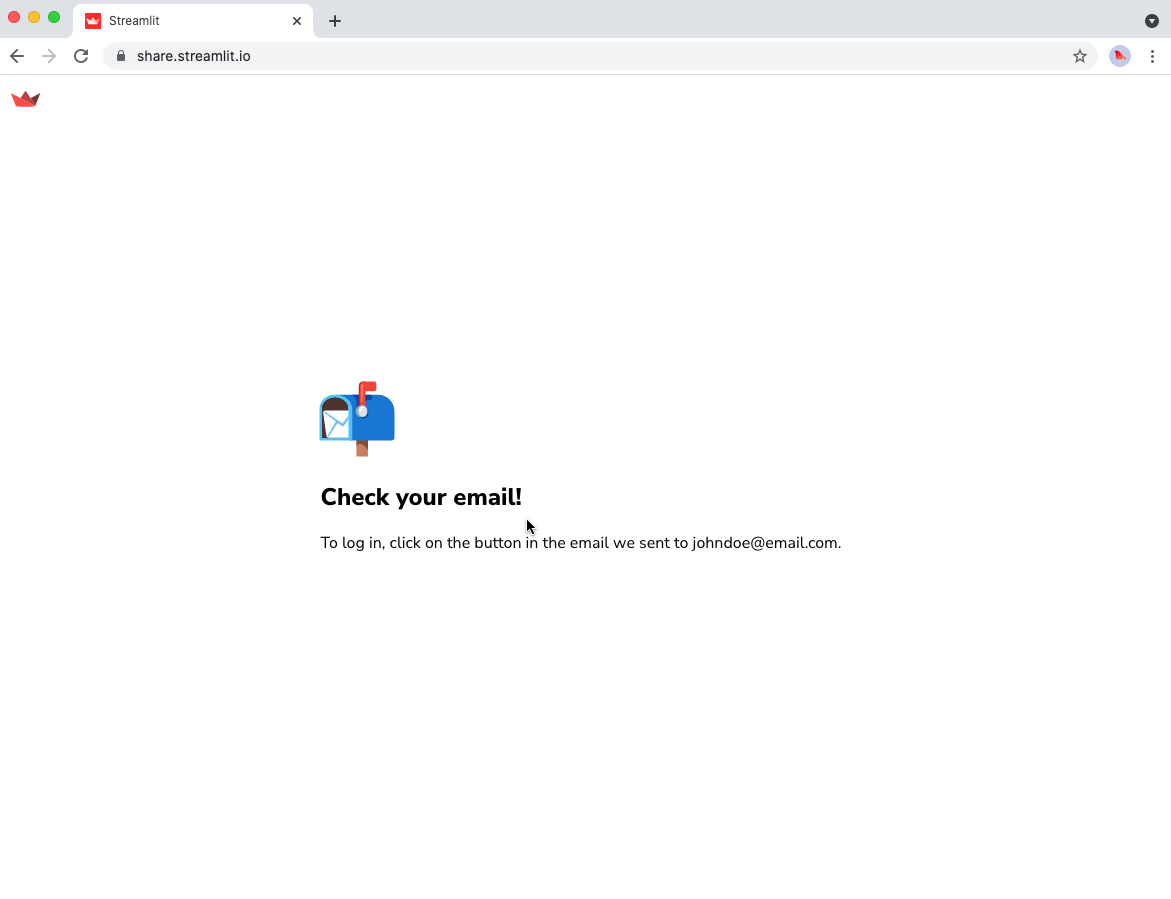 Streamlit
share.streamlit.io
Check your email!
To log in, click on the button in the email we sent to johndoe@email.com.